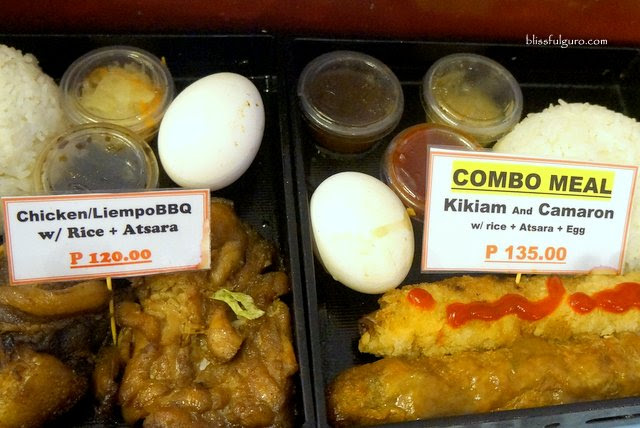 blissfulguro.com
Chicken/LiempoBBQ
w/ Rice + Atsara
P 120.00
COMBO MEAL
Kikiam And Camaron
w/ rice + Atsara + Egg
P 135.00